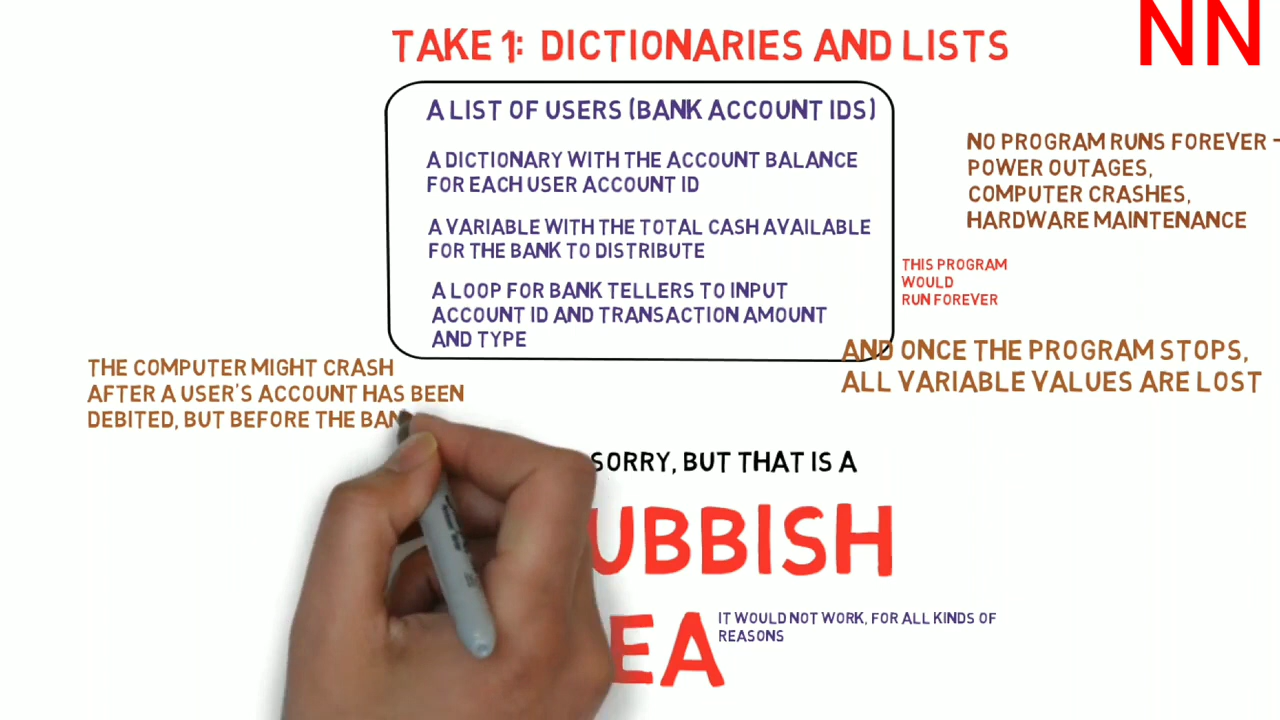 NN
TAKE 1: DICTIONARIES AND LISTS
A LIST OF USERS (BANK ACCOUNT IDS)
A DICTIONARY WITH THE ACCOUNT BALANCE
FOR EACH USER ACCOUNT ID
A VARIABLE WITH THE TOTAL CASH AVAILABLE
FOR THE BANK TO DISTRIBUTE
A LOOP FOR BANK TELLERS TO INPUT
ACCOUNT ID AND TRANSACTION AMOUNT
AND TYPE
NO PROGRAM RUNS FOREVER -
POWER OUTAGES,
COMPUTER CRASHES,
HARDWARE MAINTENANCE
THIS PROGRAM
WOULD
RUN FOREVER
AND ONCE THE PROGRAM STOPS,
ALL VARIABLE VALUES ARE LOST
THE COMPUTER MIGHT CRASH
AFTER A USER'S ACCOUNT HAS BEEN
DEBITED, BUT BEFORE THE BAN
SORRY, BUT THAT IS A
UBBISH
EA
IT WOULD NOT WORK, FOR ALL KINDS OF
REASONS